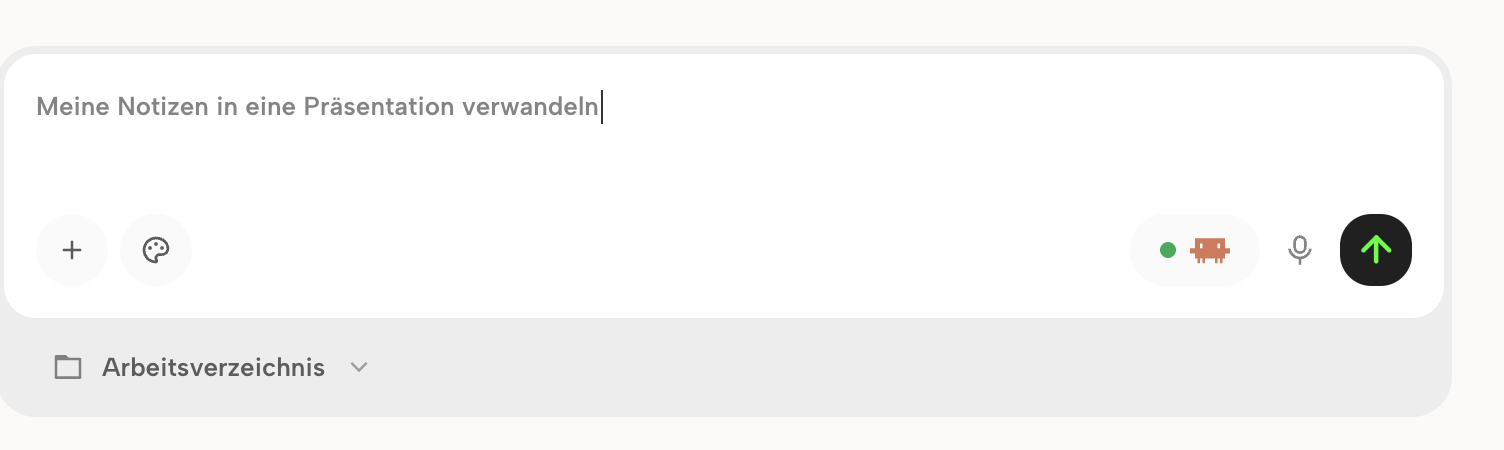 Meine Notizen in eine Präsentation verwandeln
Arbeitsverzeichnis